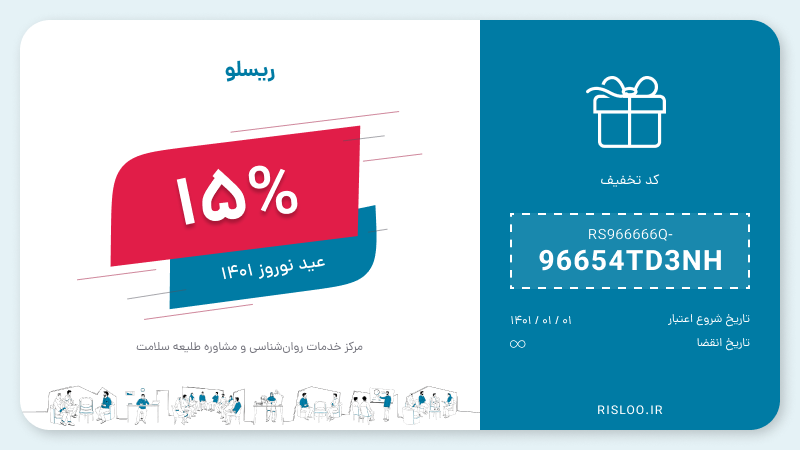 ریسلو
۱۵%
عید نوروز ۱۴۰۱
مرکز خدمات روان‌شناسی و مشاوره طلیعه سلامت
کد تخفیف
RS966666Q-
96654TD3NH
تاریخ شروع اعتبار ۱۴۰۱ / ۰۱ / ۰۱
تاریخ انقضا ∞
RISLOO.IR